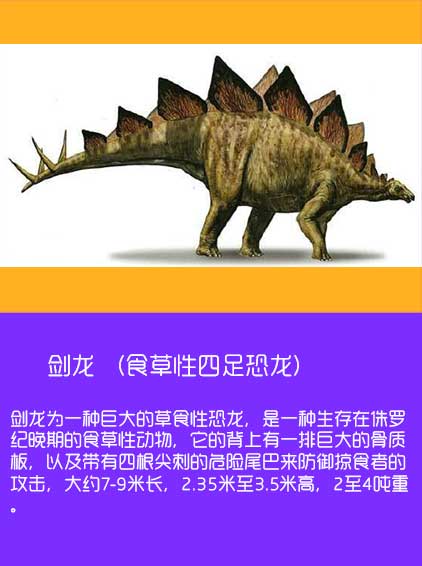 剑龙 (食草性四足恐龙)
剑龙为一种巨大的草食性恐龙，是一种生存在侏罗
纪晚期的食草性动物，它的背上有一排巨大的骨质
板，以及带有四根尖刺的危险尾巴来防御掠食者的
攻击，大约7-9米长，2.35米至3.5米高，2至4吨重
。